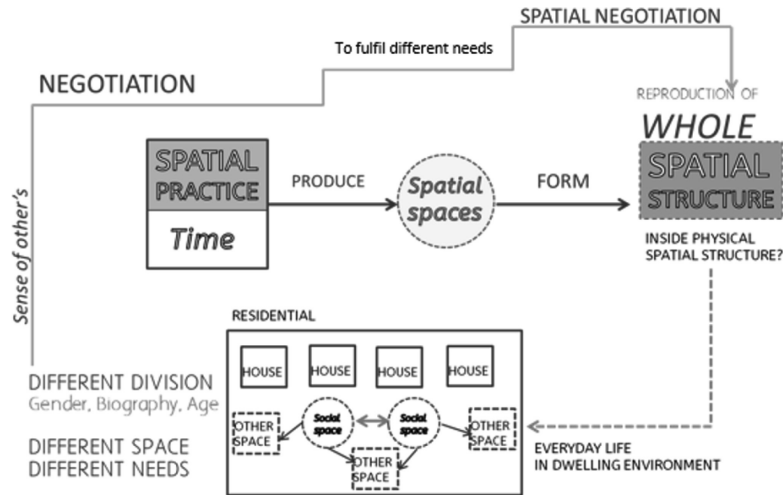 SPATIAL NEGOTIATION
To fulfil different needs
NEGOTIATION
REPRODUCTION OF
WHOLE
SPATIAL
STRUCTURE
SPATIAL
PRACTICE
Time
PRODUCE
Spatial
spaces
FORM
INSIDE PHYSICAL
SPATIAL STRUCTURE?
Sense of other's
RESIDENTIAL
HOUSE
HOUSE
HOUSE
HOUSE
DIFFERENT DIVISION
Gender, Biography, Age
DIFFERENT SPACE
DIFFERENT NEEDS
OTHER
SPACE
Social
space
Social
space
OTHER
SPACE
OTHER
SPACE
EVERYDAY LIFE
IN DWELLING ENVIRONMENT